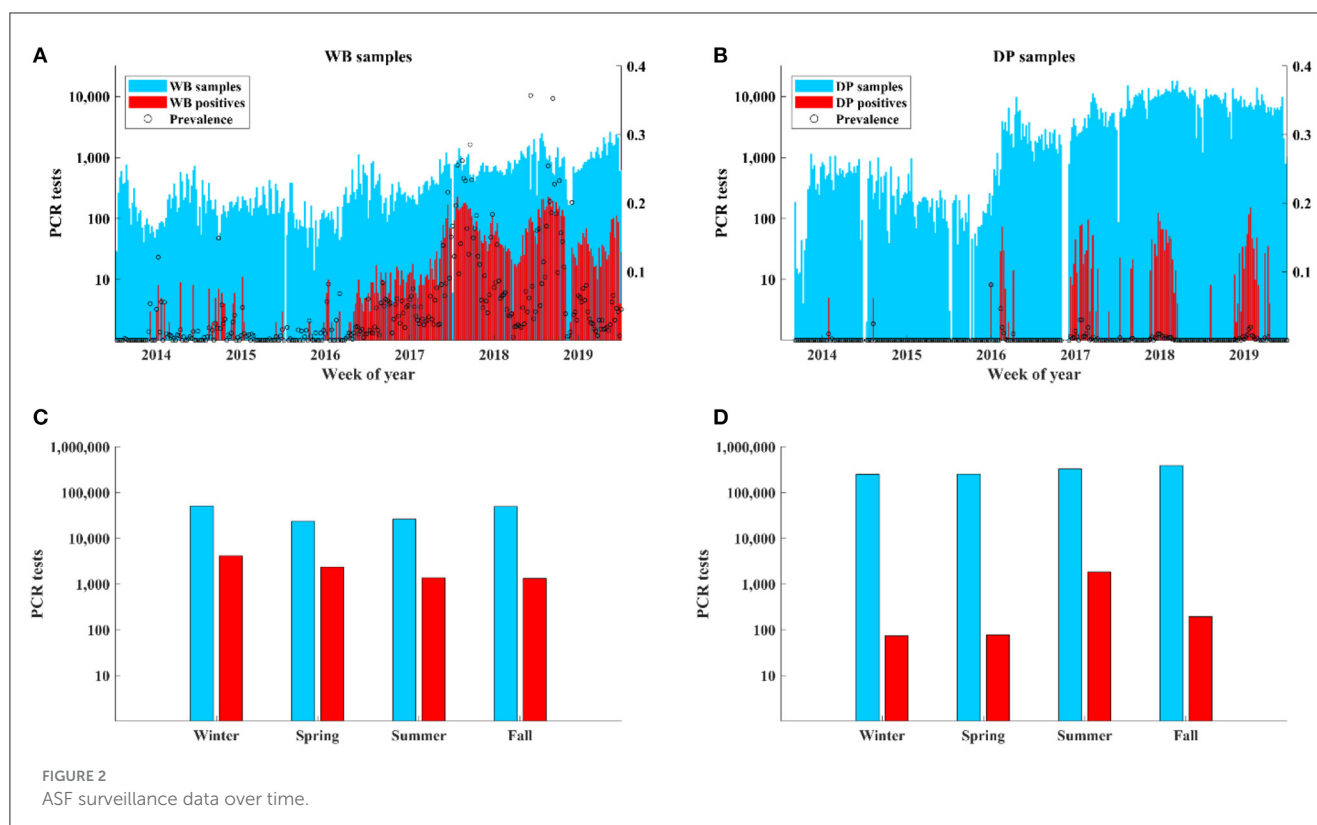 A
WB samples
WB samples
WB positives
Prevalence
10,000
1,000
100
10
PCR tests
0.4
0.3
0.2
0.1
2014
2015
2016
2017
2018
2019
Week of year
B
DP samples
DP samples
DP positives
Prevalence
10,000
1,000
100
10
PCR tests
0.4
0.3
0.2
0.1
2014
2015
2016
2017
2018
2019
Week of year
C
1,000,000
100,000
10,000
1,000
100
10
PCR tests
Winter
Spring
Summer
Fall
D
1,000,000
100,000
10,000
1,000
100
10
PCR tests
Winter
Spring
Summer
Fall
FIGURE 2
ASF surveillance data over time.